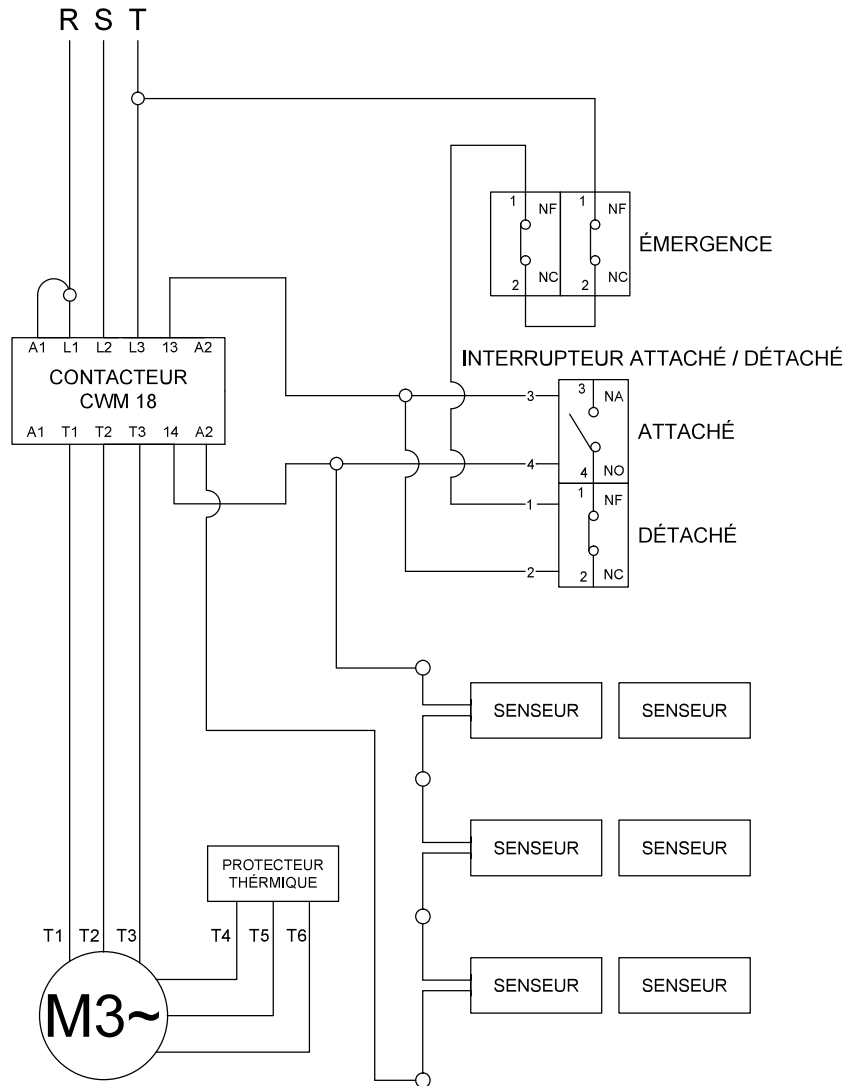 R S T
1 NF 1 NF
ÉMERGENCE
2 NC 2 NC
A1 L1 L2 L3 13 A2
CONTACTEUR
CWM 18
A1 T1 T2 T3 14 A2
INTERRUPTEUR ATTACHÉ / DÉTACHÉ
3 3 NA
ATTACHÉ
4 4 NO
1 1 NF
DÉTACHÉ
2 2 NC
SENSEUR SENSEUR
SENSEUR SENSEUR
PROTECTEUR
THÉRMIQUE
T1 T2 T3 T4 T5 T6
SENSEUR SENSEUR
M3~